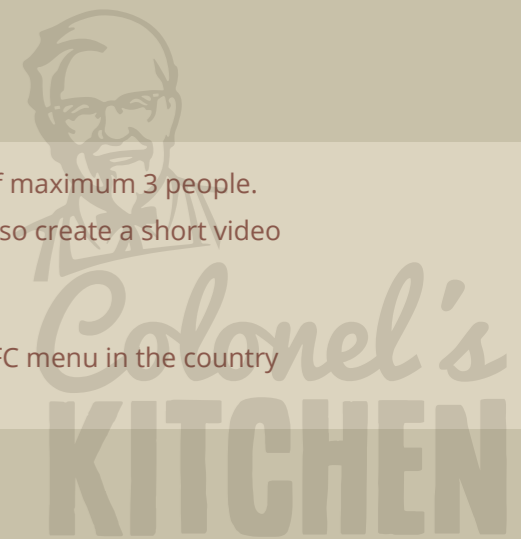 f maximum 3 people.
so create a short video
FC menu in the country
Colonel's
KITCHEN